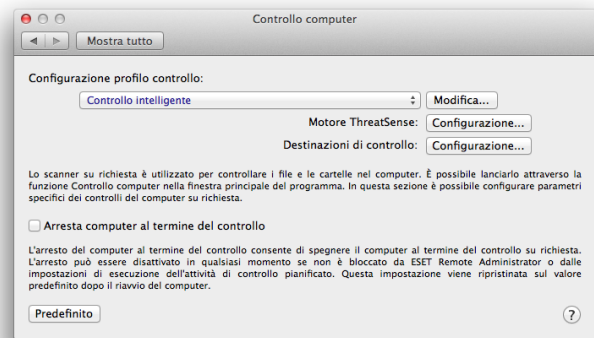 Controllo computer
Mostra tutto
Configurazione profilo controllo:
Controllo intelligente
Modifica...
Motore ThreatSense:
Configurazione...
Destinazioni di controllo:
Configurazione...
Lo scanner su richiesta è utilizzato per controllare i file e le cartelle nel computer. È possibile lanciarlo attraverso la
funzione Controllo computer nella finestra principale del programma. In questa sezione è possibile configurare parametri
specifici dei controlli del computer su richiesta.
Arresta computer al termine del controllo
L'arresto del computer al termine del controllo consente di spegnere il computer al termine del controllo su richiesta.
L'arresto può essere disattivato in qualsiasi momento se non è bloccato da ESET Remote Administrator o dalle
impostazioni di esecuzione dell'attività di controllo pianificato. Questa impostazione viene ripristinata sul valore
predefinito dopo il riavvio del computer.
Predefinito
?